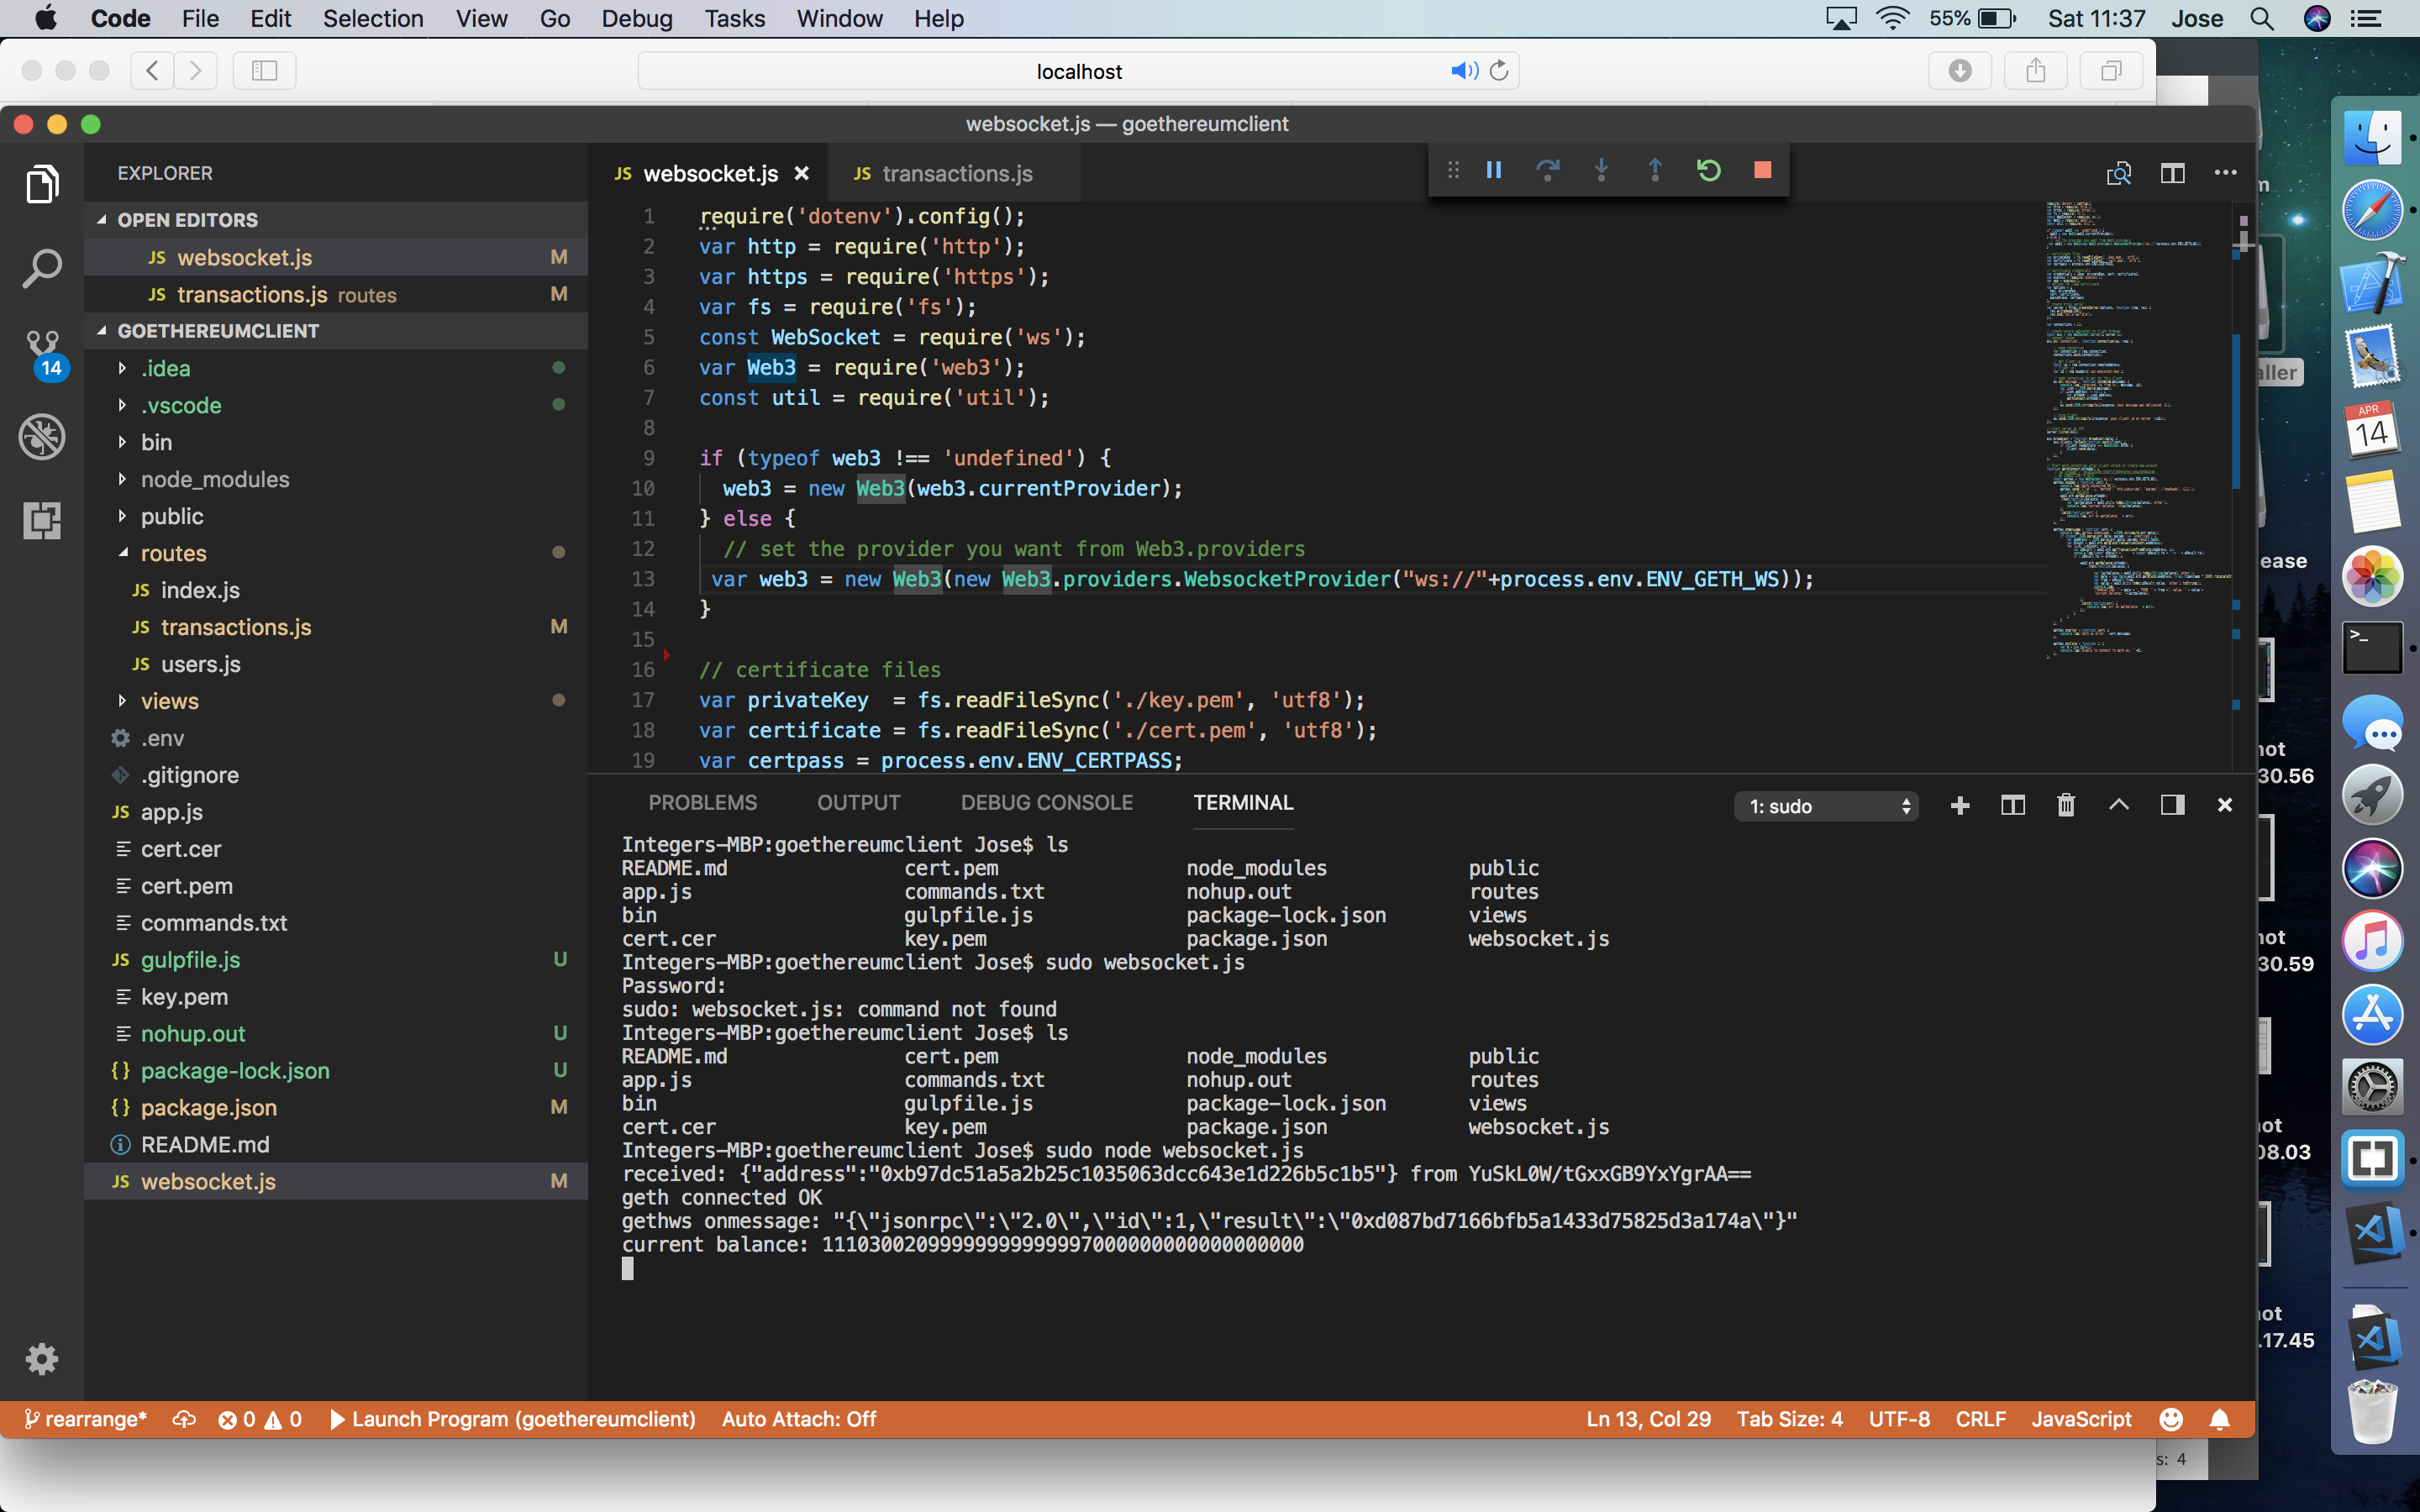 Code File Edit Selection View Go Debug Tasks Window Help 55% Sat 11:37 Jose
localhost
websocket.js — goethereumclient
EXPLORER
OPEN EDITORS
JS websocket.js M
JS transactions.js routes M
GOETHEREUMCLIENT
14
.idea
.vscode
bin
node_modules
public
routes
JS index.js
JS transactions.js M
JS users.js
views
.env
.gitignore
JS app.js
cert.cer
cert.pem
commands.txt
JS gulpfile.js U
key.pem
nohup.out U
{} package-lock.json U
{} package.json M
README.md
JS websocket.js M
JS websocket.js × JS transactions.js
1 require('dotenv').config();
2 var http = require('http');
3 var https = require('https');
4 var fs = require('fs');
5 const WebSocket = require('ws');
6 var Web3 = require('web3');
7 const util = require('util');
8
9 if (typeof web3 !== 'undefined') {
10 web3 = new Web3(web3.currentProvider);
11 } else {
12 // set the provider you want from Web3.providers
13 var web3 = new Web3(new Web3.providers.WebsocketProvider("ws://"+process.env.ENV_GETH_WS));
14 }
15
16 // certificate files
17 var privateKey  = fs.readFileSync('./key.pem', 'utf8');
18 var certificate = fs.readFileSync('./cert.pem', 'utf8');
19 var certpass = process.env.ENV_CERTPASS;
PROBLEMS OUTPUT DEBUG CONSOLE TERMINAL 1: sudo
Integers-MBP:goethereumclient Jose$ ls
README.md cert.pem node_modules public
app.js commands.txt nohup.out routes
bin gulpfile.js package-lock.json views
cert.cer key.pem package.json websocket.js
Integers-MBP:goethereumclient Jose$ sudo websocket.js
Password:
sudo: websocket.js: command not found
Integers-MBP:goethereumclient Jose$ ls
README.md cert.pem node_modules public
app.js commands.txt nohup.out routes
bin gulpfile.js package-lock.json views
cert.cer key.pem package.json websocket.js
Integers-MBP:goethereumclient Jose$ sudo node websocket.js
received: {"address":"0xb97dc51a5a2b25c1035063dcc643e1d226b5c1b5"} from YuSkL0W/tGxxGB9YxYgrAA==
geth connected OK
gethws onmessage: "{\"jsonrpc\":\"2.0\",\"id\":1,\"result\":\"0xd087bd7166bfb5a1433d75825d3a174a\"}"
rearrange* 0 0 Launch Program (goethereumclient) Auto Attach: Off Ln 13, Col 29 Tab Size: 4 UTF-8 CRLF JavaScript
s: 4
aller
ease
30.56
30.59
08.03
.17.45
APR
14